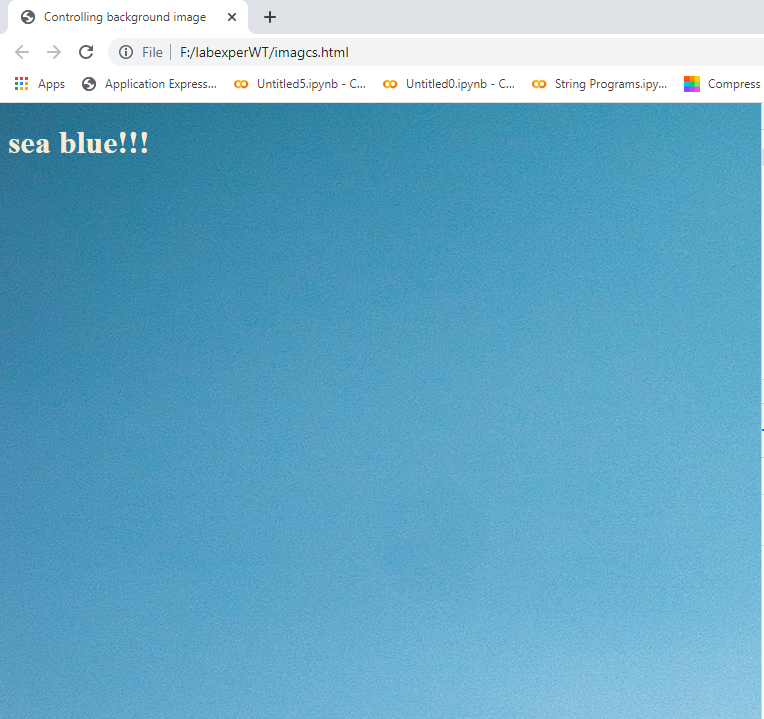 Controlling background image
File F:/labexperWT/imagcs.html
Apps Application Express... Untitled5.ipynb - C... Untitled0.ipynb - C... String Programs.ipy... Compress
sea blue!!!